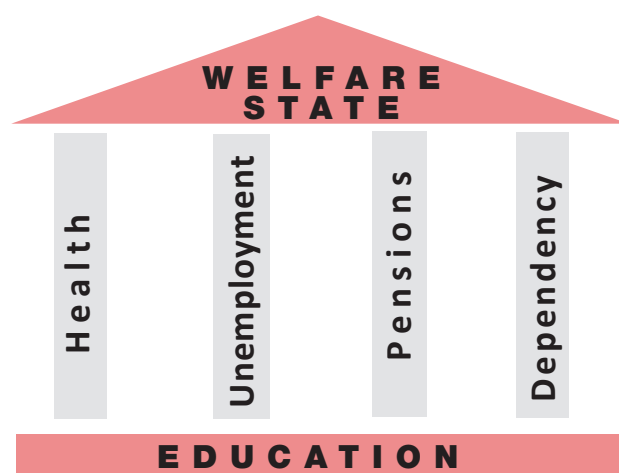 WELFARE
STATE
Health
Unemployment
Pensions
Dependency
EDUCATION